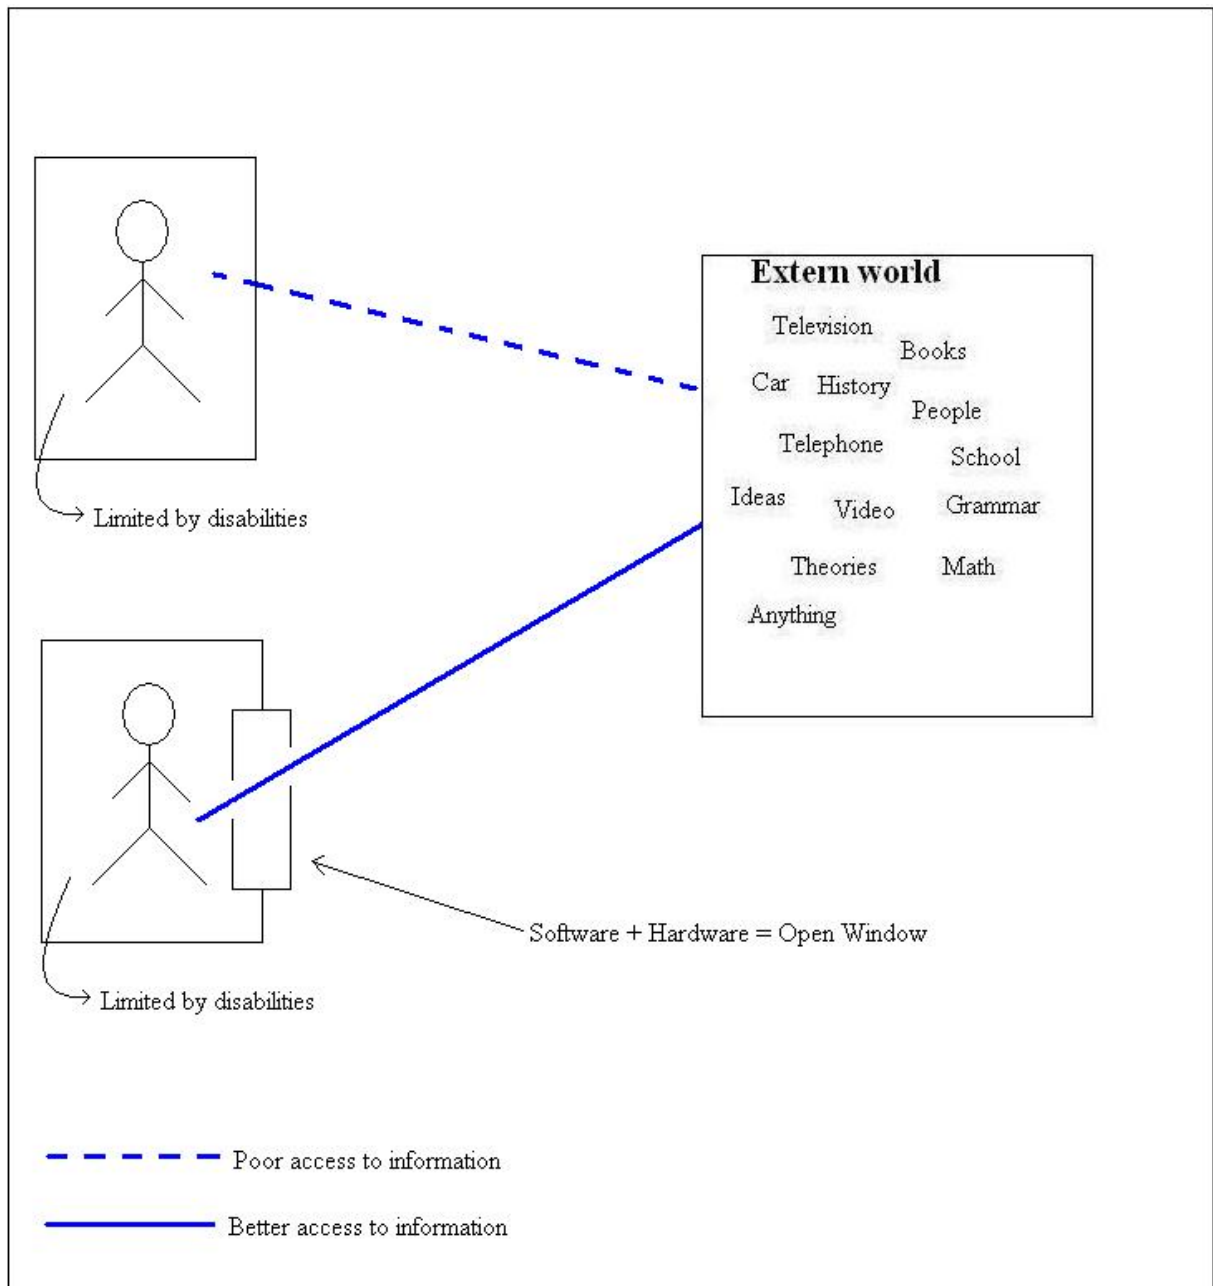 Extern world
Television
Books
Car
History
People
Telephone
School
Ideas
Video
Grammar
Theories
Math
Anything
Limited by disabilities
Software + Hardware = Open Window
Limited by disabilities
Poor access to information
Better access to information